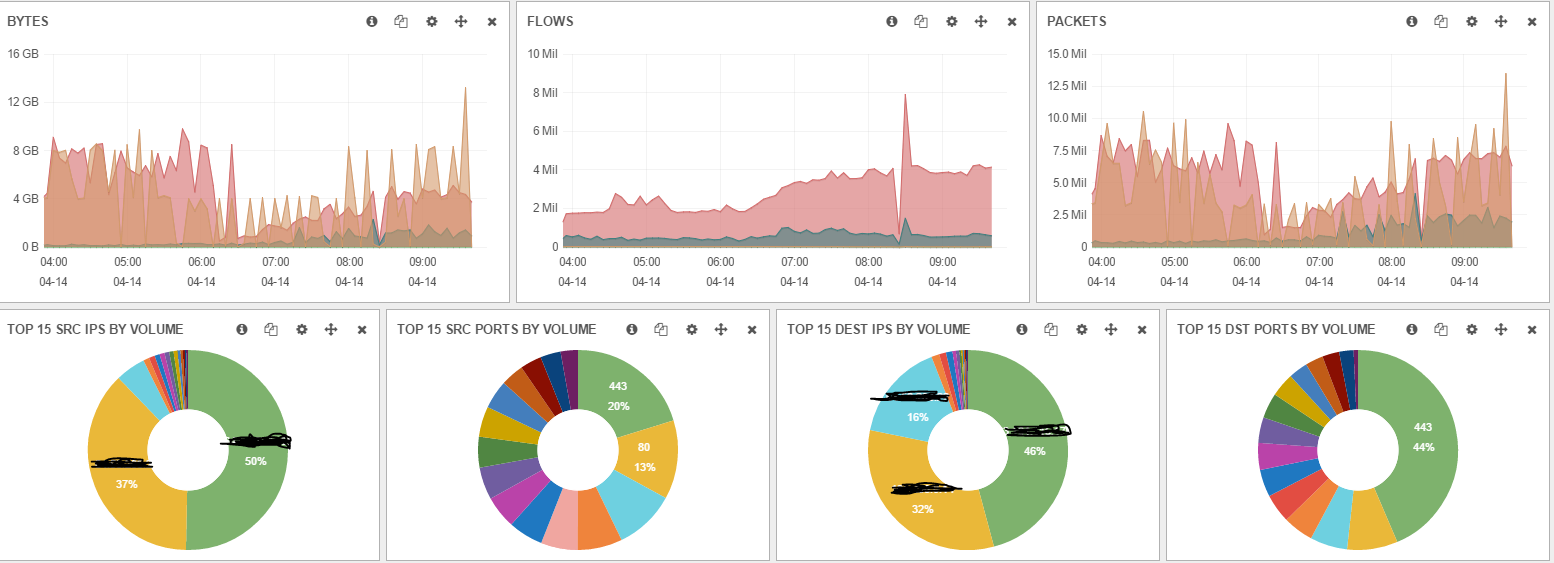 BYTES
16 GB
12 GB
8 GB
4 GB
0 B
04:00 05:00 06:00 07:00 08:00 09:00
04-14 04-14 04-14 04-14 04-14 04-14
FLOWS
10 Mil
8 Mil
6 Mil
4 Mil
2 Mil
0
04:00 05:00 06:00 07:00 08:00 09:00
04-14 04-14 04-14 04-14 04-14 04-14
PACKETS
15.0 Mil
12.5 Mil
10.0 Mil
7.5 Mil
5.0 Mil
2.5 Mil
0
04:00 05:00 06:00 07:00 08:00 09:00
04-14 04-14 04-14 04-14 04-14 04-14
TOP 15 SRC IPS BY VOLUME
50%
37%
TOP 15 SRC PORTS BY VOLUME
443
20%
80
13%
TOP 15 DEST IPS BY VOLUME
16%
46%
32%
TOP 15 DST PORTS BY VOLUME
443
44%